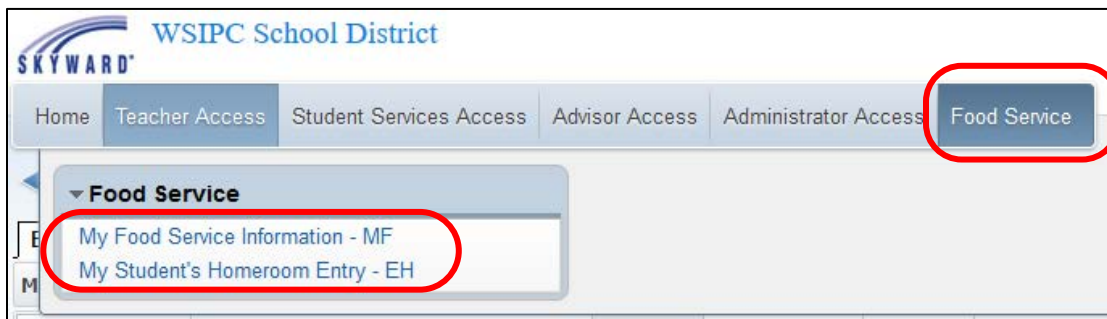 WSIPC School District
SKYWARD
Home Teacher Access Student Services Access Advisor Access Administrator Access Food Service
Food Service
My Food Service Information - MF
My Student's Homeroom Entry - EH
M